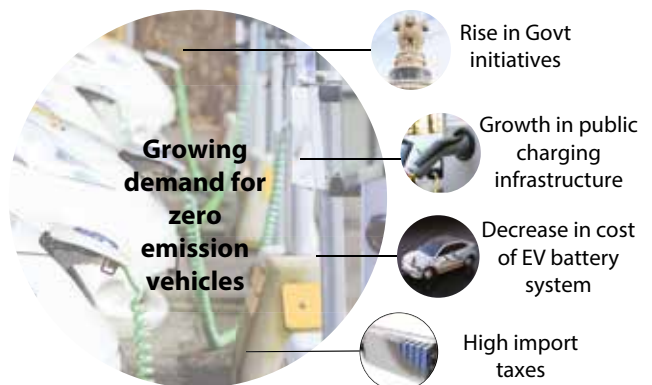 Growing
demand for
zero
emission
vehicles
Rise in Govt
initiatives
Growth in public
charging
infrastructure
Decrease in cost
of EV battery
system
High import
taxes